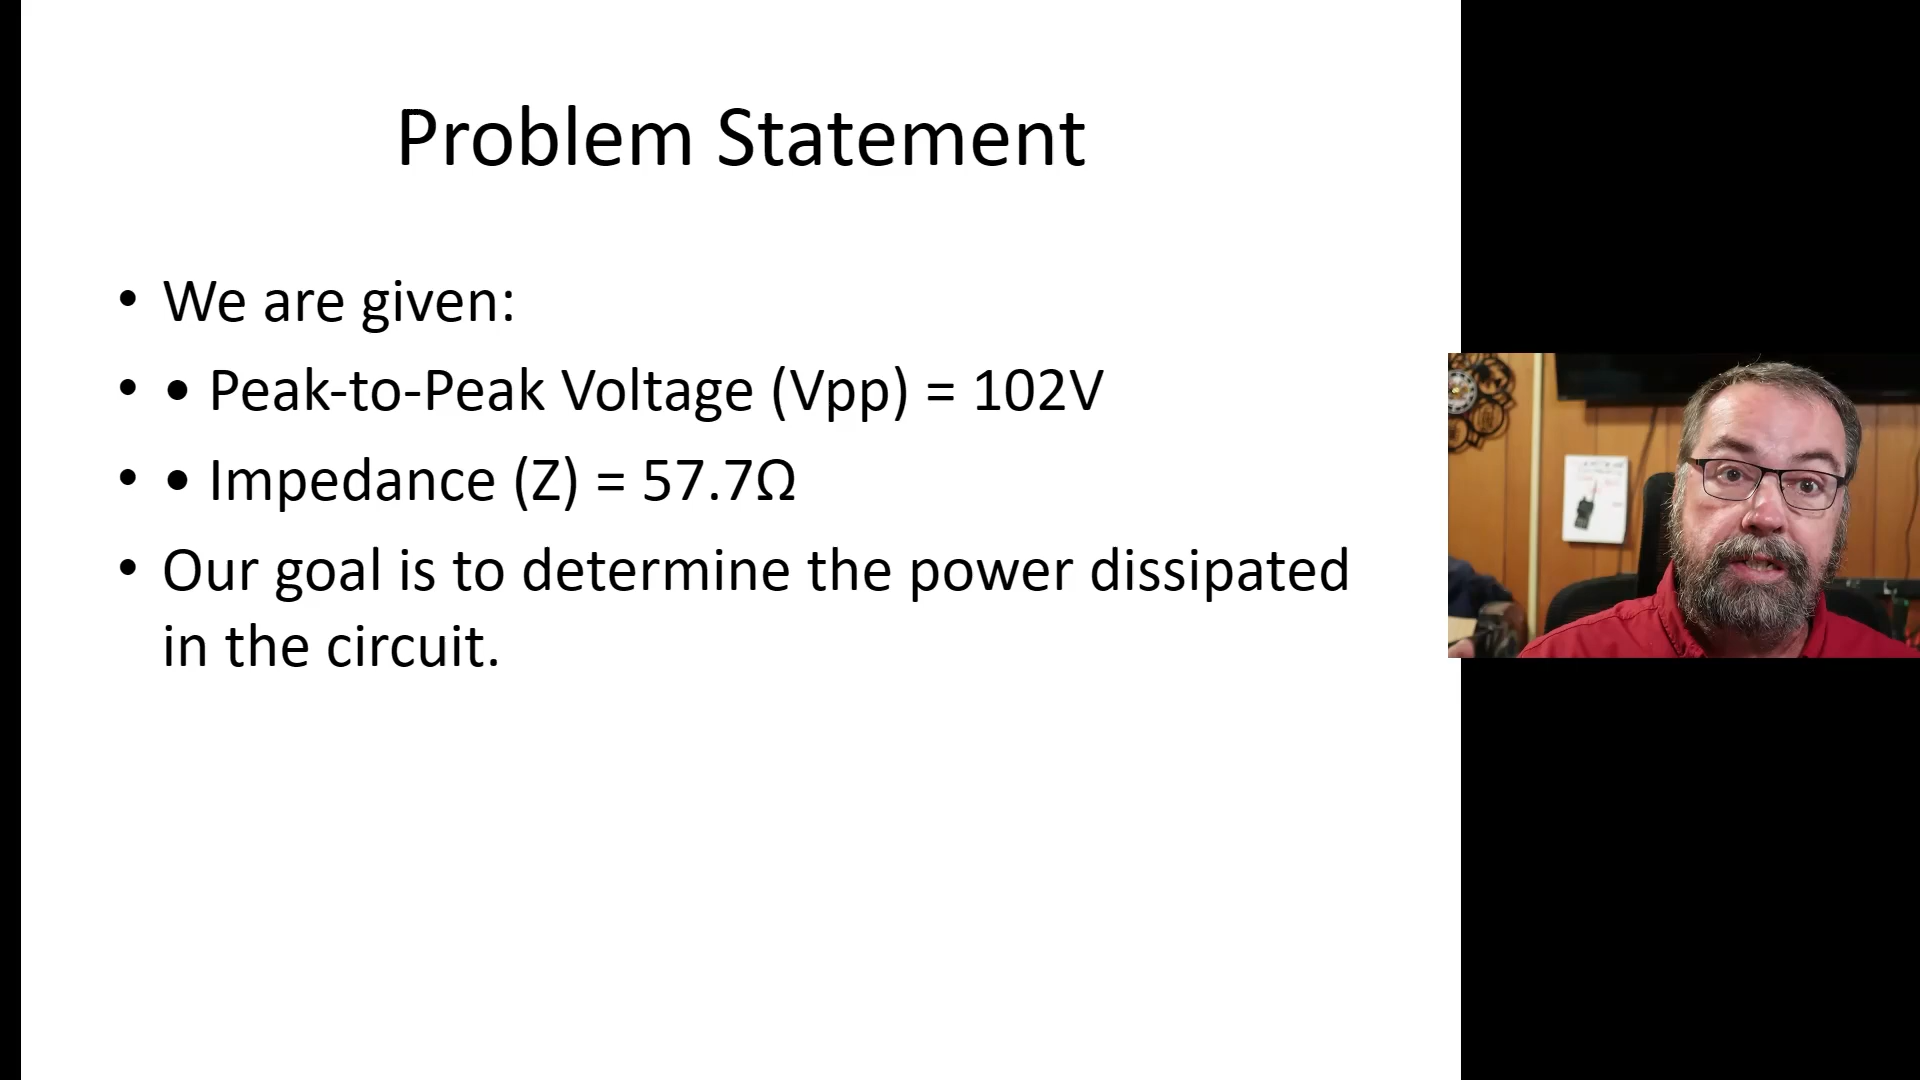 Problem Statement
• We are given:
• • Peak-to-Peak Voltage (Vpp) = 102V
• • Impedance (Z) = 57.7Ω
• Our goal is to determine the power dissipated
in the circuit.